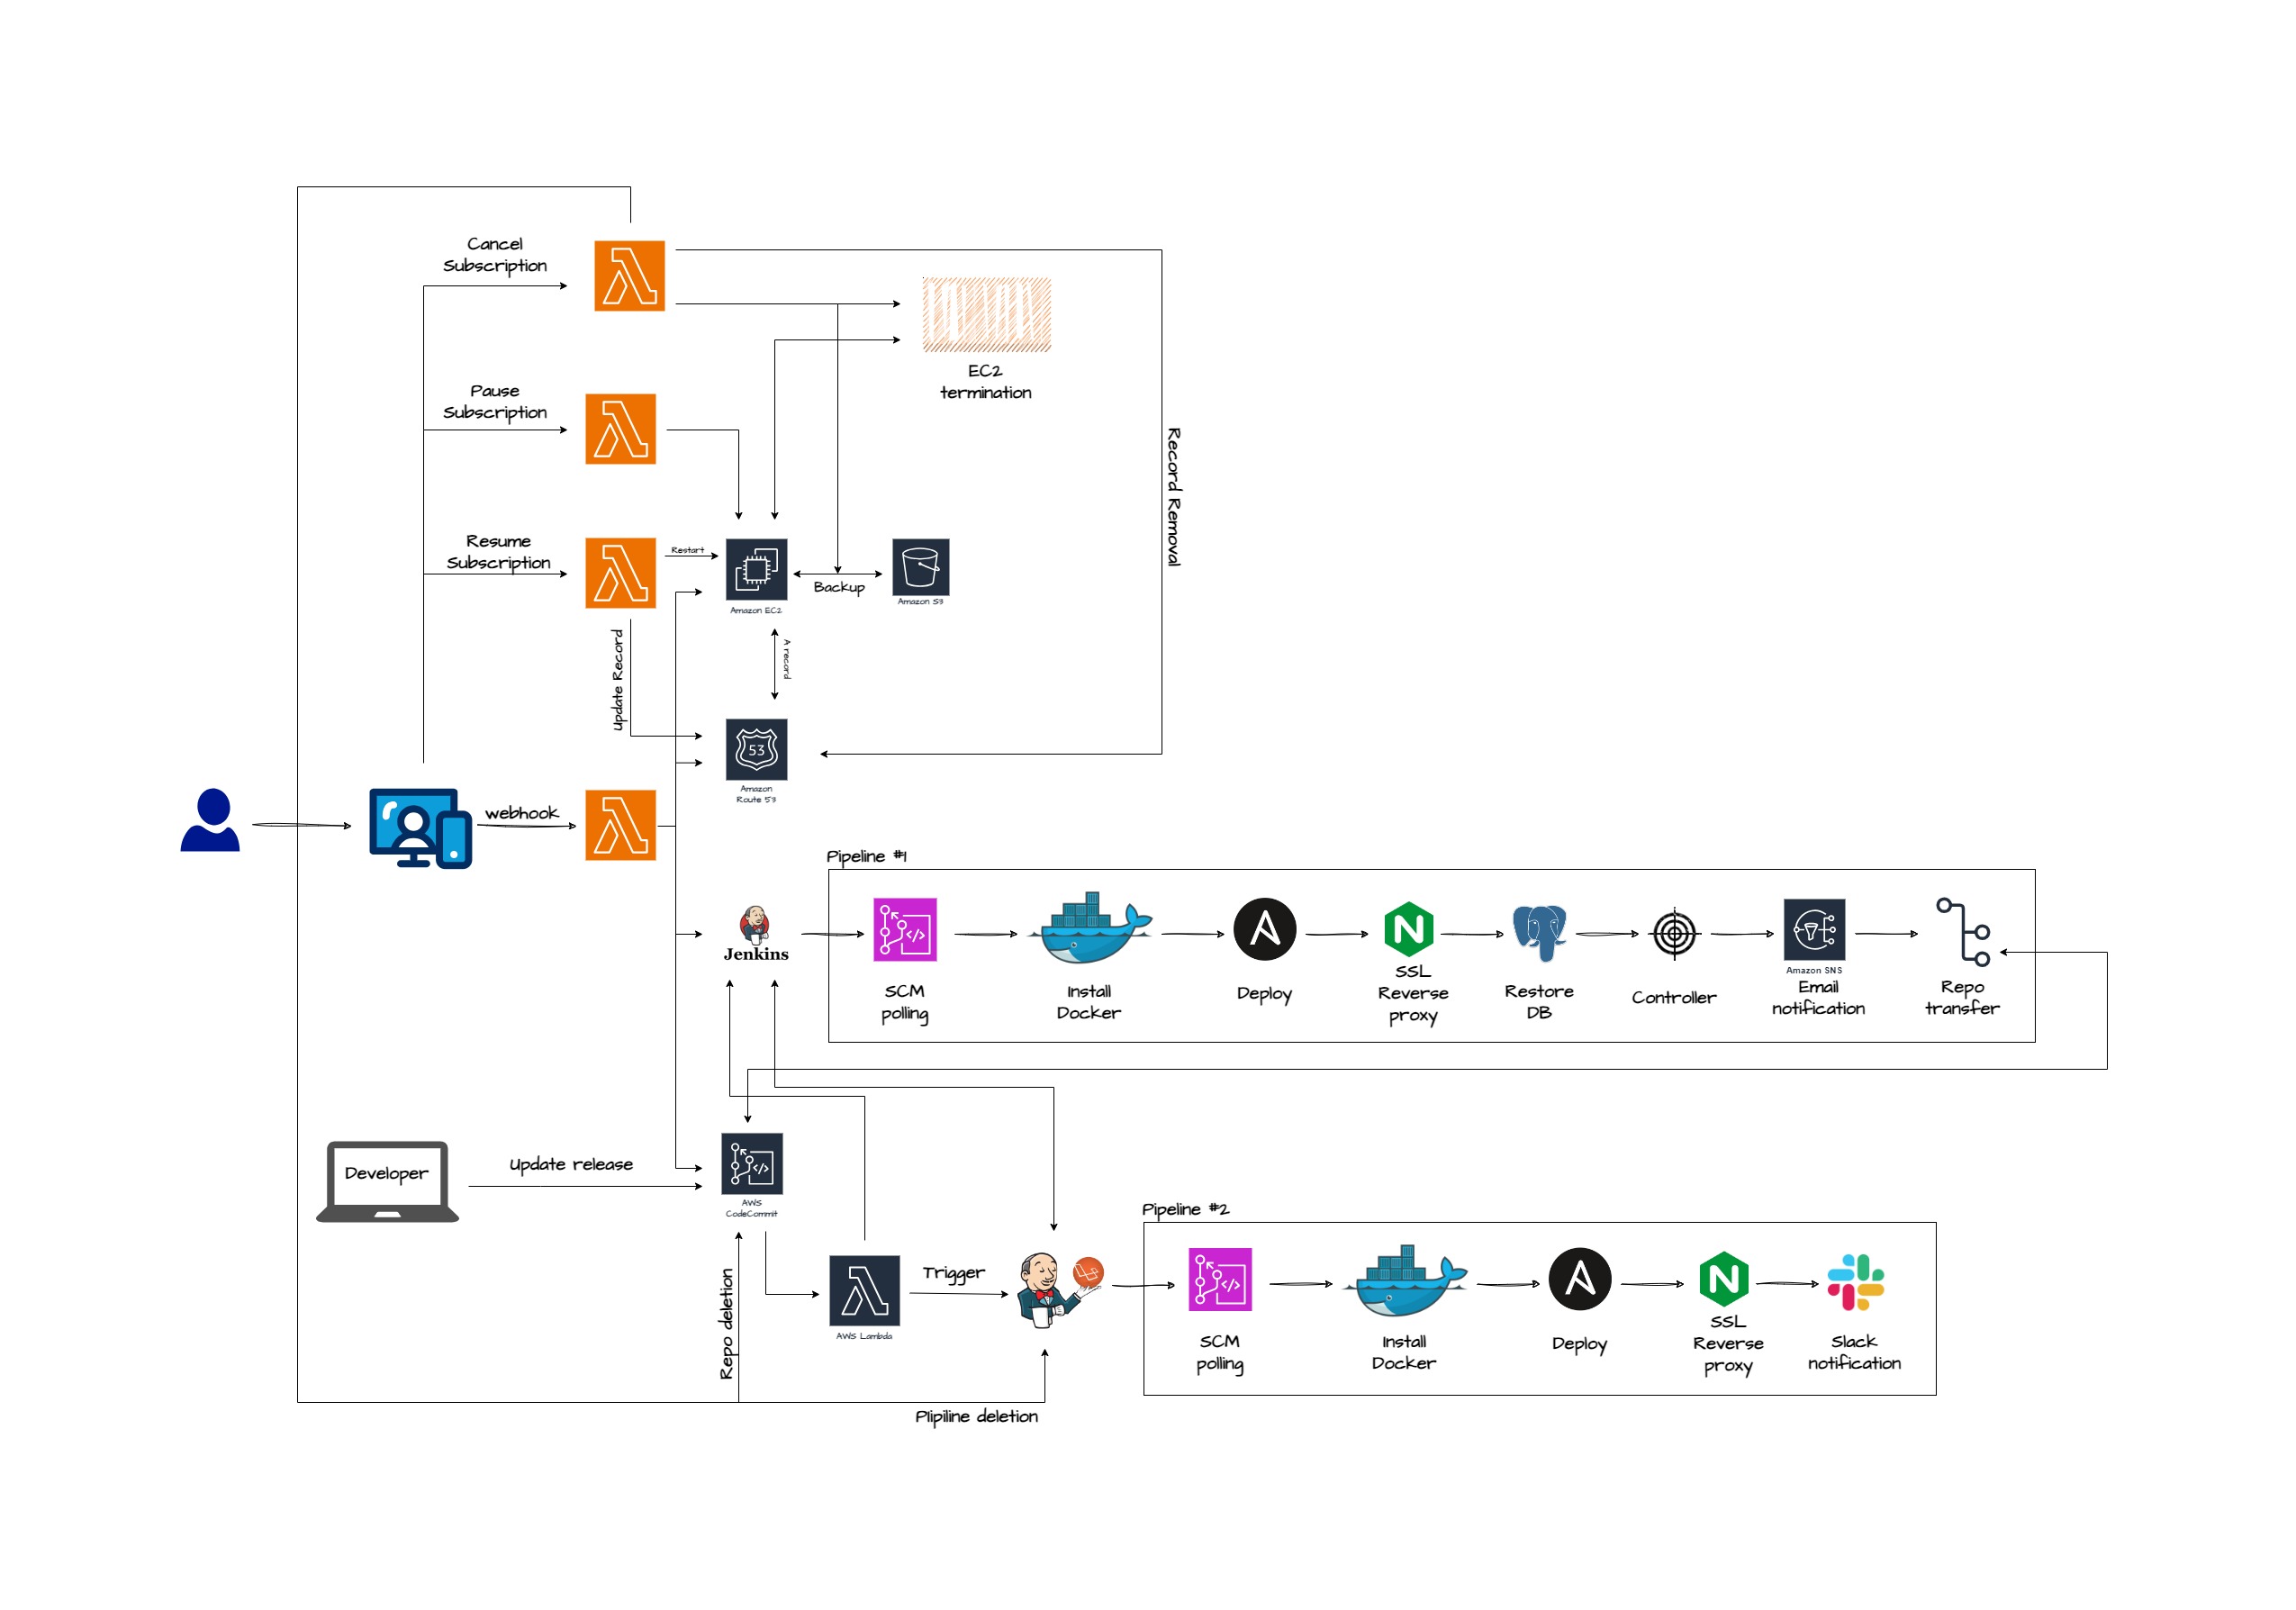 Cancel
Subscription
EC2
termination
Pause
Subscription
Record Removal
Resume
Subscription
Restart
Amazon EC2
Backup
Amazon S3
Update Record
A record
53
Amazon
Route 53
webhook
Pipeline #1
Jenkins
SCM
polling
Install
Docker
Deploy
SSL
Reverse
proxy
Restore
DB
Controller
Amazon SNS
Email
notification
Repo
transfer
Developer
Update release
AWS
CodeCommit
Pipeline #2
Repo deletion
AWS Lambda
Trigger
SCM
polling
Install
Docker
Deploy
SSL
Reverse
proxy
Slack
notification
Plipiline deletion